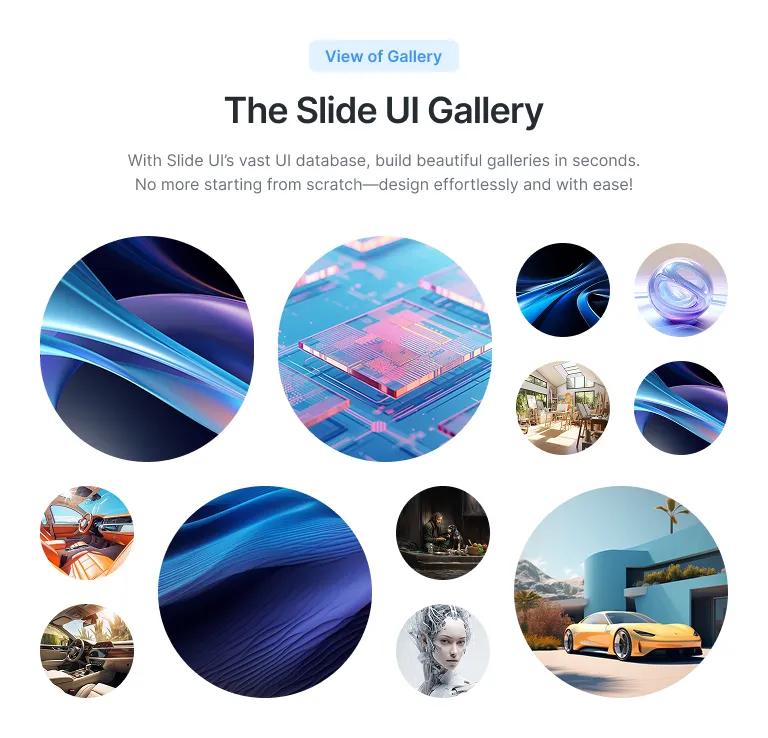 View of Gallery
The Slide UI Gallery
With Slide UI’s vast UI database, build beautiful galleries in seconds.
No more starting from scratch—design effortlessly and with ease!